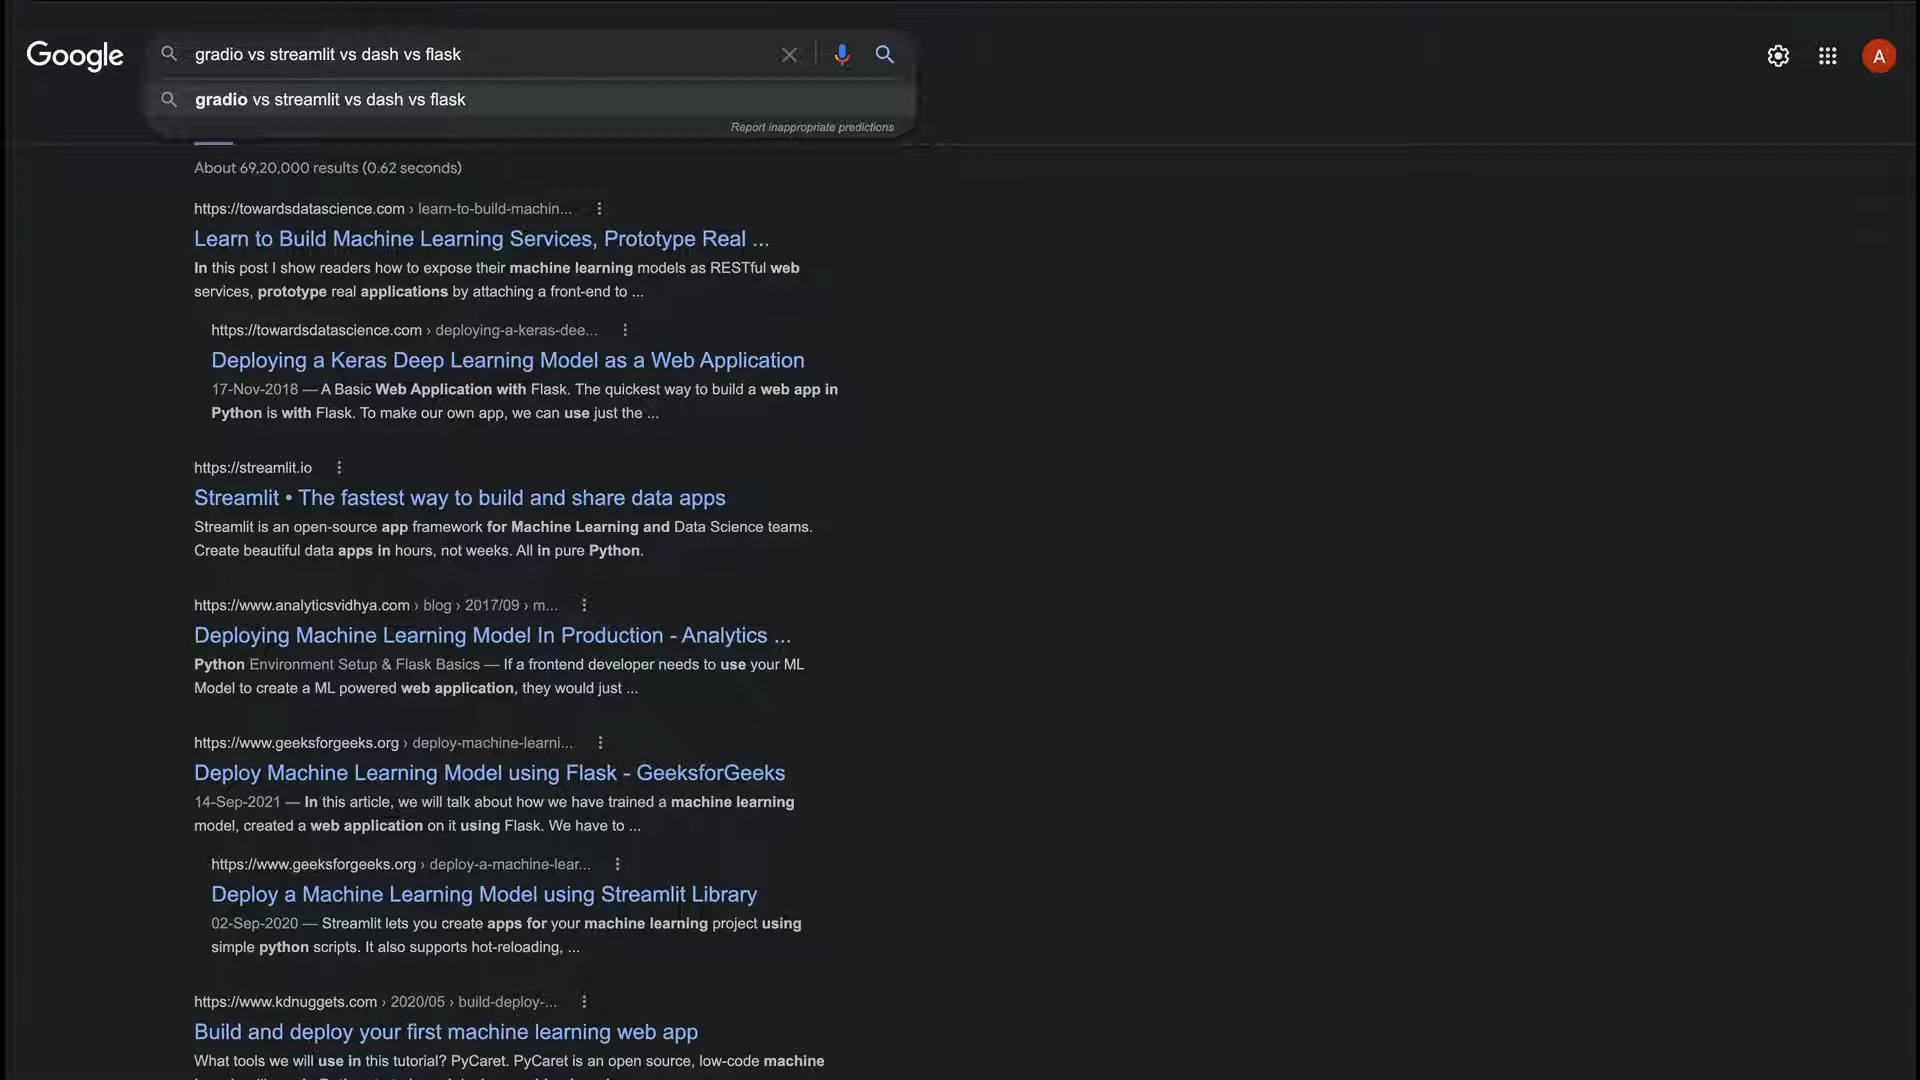 Google
gradio vs streamlit vs dash vs flask
A
gradio vs streamlit vs dash vs flask
Report inappropriate predictions
About 69,20,000 results (0.62 seconds)
https://towardsdatascience.com › learn-to-build-machin...
Learn to Build Machine Learning Services, Prototype Real ...
In this post I show readers how to expose their machine learning models as RESTful web
services, prototype real applications by attaching a front-end to ...
https://towardsdatascience.com › deploying-a-keras-dee...
Deploying a Keras Deep Learning Model as a Web Application
17-Nov-2018 — A Basic Web Application with Flask. The quickest way to build a web app in
Python is with Flask. To make our own app, we can use just the ...
https://streamlit.io
Streamlit • The fastest way to build and share data apps
Streamlit is an open-source app framework for Machine Learning and Data Science teams.
Create beautiful data apps in hours, not weeks. All in pure Python.
https://www.analyticsvidhya.com › blog › 2017/09 › m...
Deploying Machine Learning Model In Production - Analytics ...
Python Environment Setup & Flask Basics — If a frontend developer needs to use your ML
Model to create a ML powered web application, they would just ...
https://www.geeksforgeeks.org › deploy-machine-learni...
Deploy Machine Learning Model using Flask - GeeksforGeeks
14-Sep-2021 — In this article, we will talk about how we have trained a machine learning
model, created a web application on it using Flask. We have to ...
https://www.geeksforgeeks.org › deploy-a-machine-lear...
Deploy a Machine Learning Model using Streamlit Library
02-Sep-2020 — Streamlit lets you create apps for your machine learning project using
simple python scripts. It also supports hot-reloading, ...
https://www.kdnuggets.com › 2020/05 › build-deploy-...
Build and deploy your first machine learning web app
What tools we will use in this tutorial? PyCaret. PyCaret is an open source, low-code machine